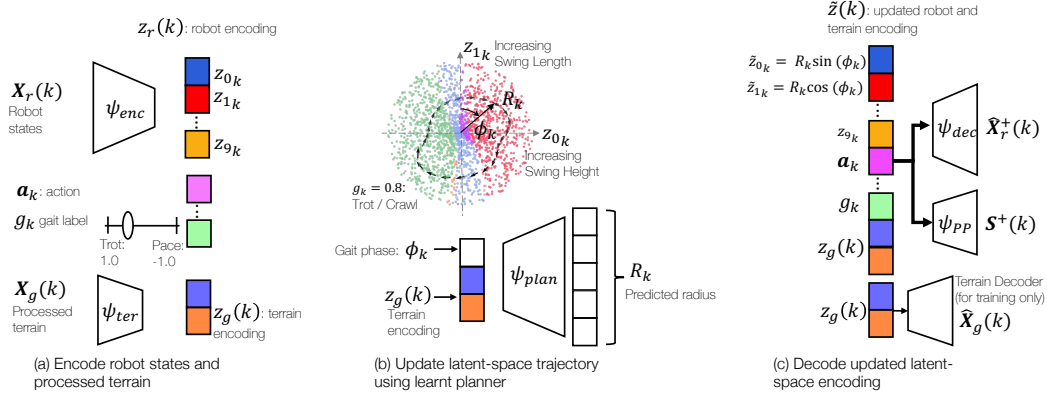 z_r(k): robot encoding
X_r(k)
Robot
states
ψ_enc
z_{0_k}
z_{1_k}
z_{9_k}
a_k: action
g_k gait label
Trot:
1.0
Pace:
-1.0
X_g(k)
Processed
terrain
ψ_ter
z_g(k): terrain
encoding
(a) Encode robot states and
processed terrain
z_{1_k}
Increasing
Swing Length
R_k
ϕ_k
z_{0_k}
Increasing
Swing Height
g_k = 0.8:
Trot / Crawl
Gait phase: ϕ_k
z_g(k)
Terrain
encoding
ψ_plan
R_k
Predicted radius
(b) Update latent-space trajectory
using learnt planner
z̃(k): updated robot and
terrain encoding
z̃_{0_k} = R_k sin (ϕ_k)
z̃_{1_k} = R_k cos (ϕ_k)
z_{9_k}
a_k
g_k
z_g(k)
ψ_dec
X̂_r^+(k)
ψ_PP
S^+(k)
z_g(k)
Terrain Decoder
(for training only)
X̂_g(k)
(c) Decode updated latent-
space encoding